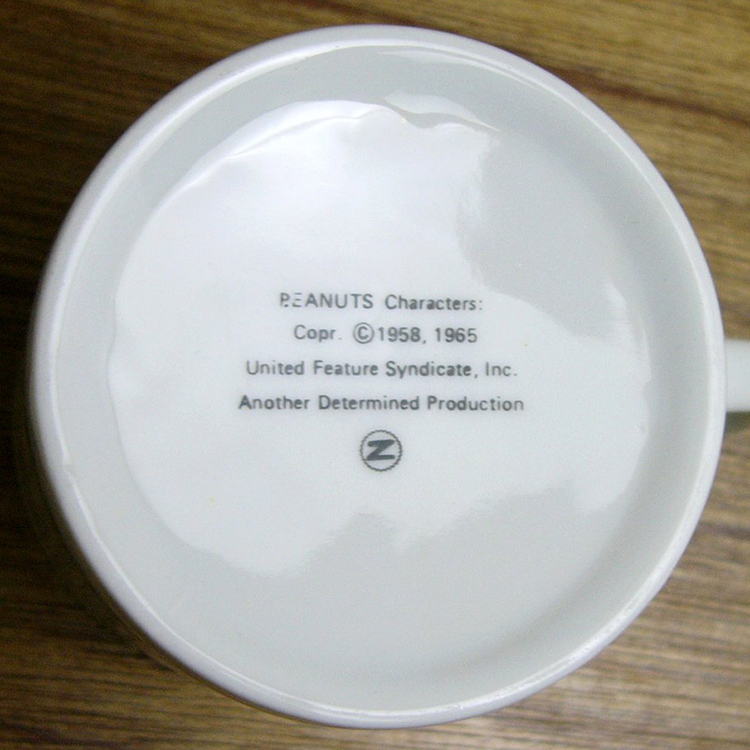 PEANUTS Characters:
Copr. ©1958, 1965
United Feature Syndicate, Inc.
Another Determined Production
Z